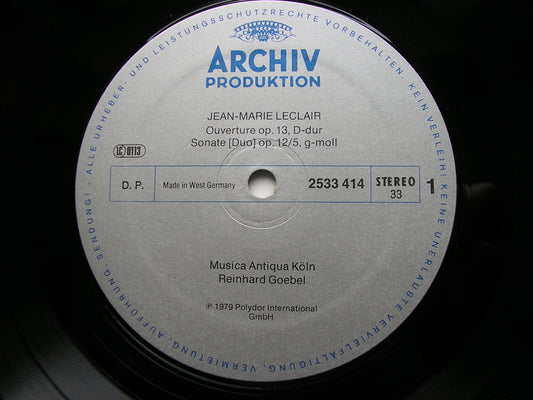 ALLE URHEBER- UND LEISTUNGSSCHUTZRECHTE VORBEHALTEN · KEIN VERLEIH! KEINE UNERLAUBTE VERVIELFÄLTIGUNG, VERMIETUNG, AUFFÜHRUNG, SENDUNG! ·
ARCHIV
PRODUKTION
JEAN-MARIE LECLAIR
Ouverture op. 13, D-dur
Sonate [Duo] op. 12/5, g-moll
LC 0113
D. P. Made in West Germany 2533 414 STEREO 1
33
Musica Antiqua Köln
Reinhard Goebel
℗ 1979 Polydor International
GmbH